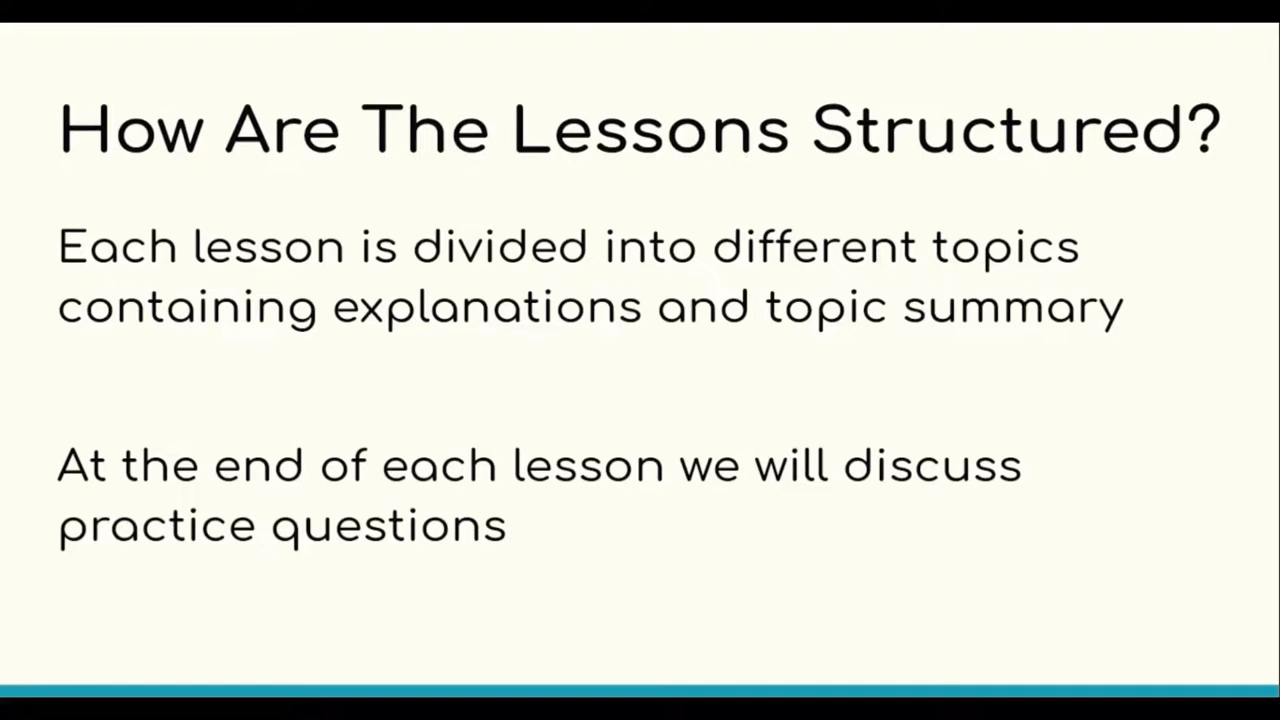 How Are The Lessons Structured?
Each lesson is divided into different topics
containing explanations and topic summary
At the end of each lesson we will discuss
practice questions